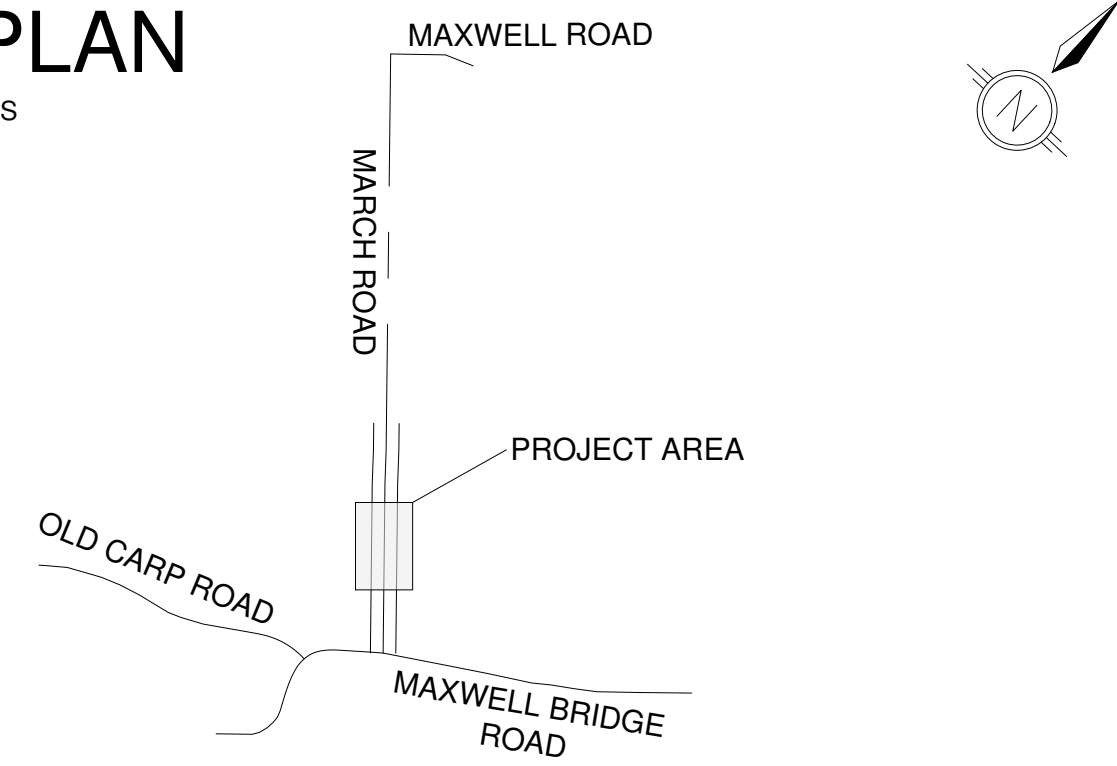 PLAN
MAXWELL ROAD
S
MARCH ROAD
N
PROJECT AREA
OLD CARP ROAD
MAXWELL BRIDGE
ROAD